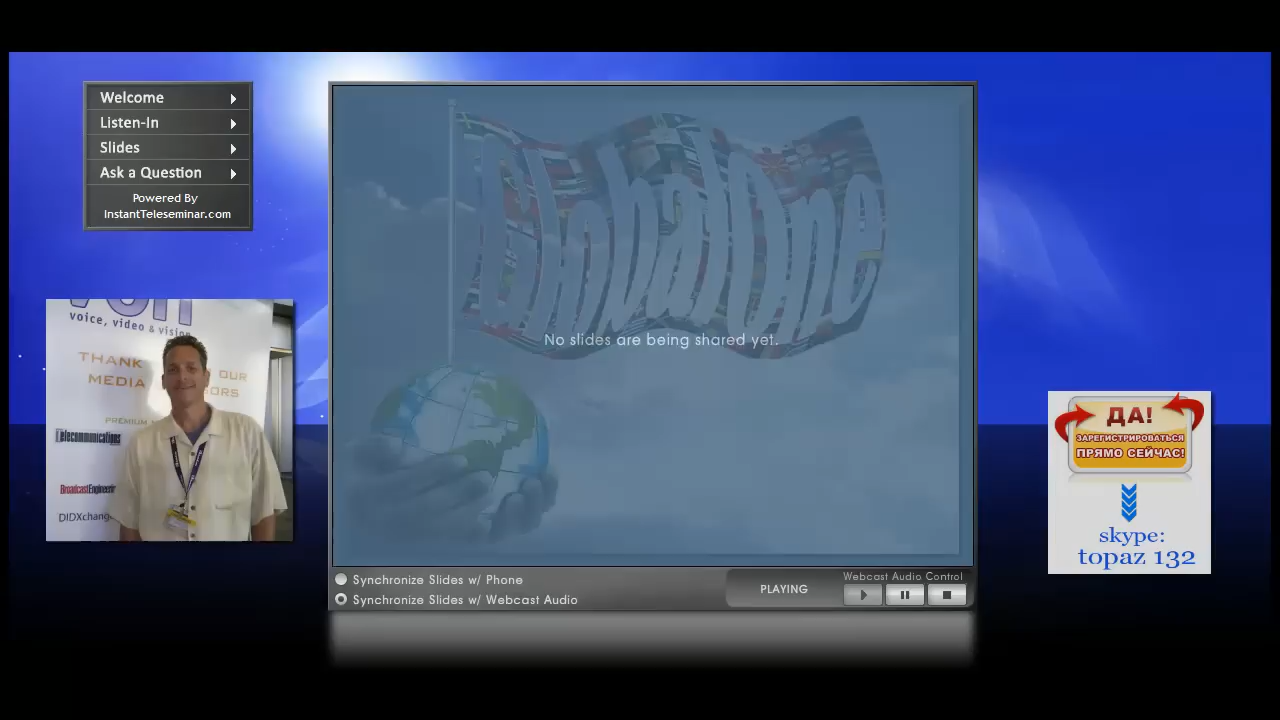 Welcome
Listen-In
Slides
Ask a Question
Powered By
InstantTeleseminar.com
GlobalOne
No slides are being shared yet.
voice, video & vision
THANK
OUR
MEDIA
ORS
PREMIUM
Telecommunications
BroadcastEngineerin
DIDXchang
ДА!
ЗАРЕГИСТРИРОВАТЬСЯ
ПРЯМО СЕЙЧАС!
skype:
topaz 132
Synchronize Slides w/ Phone
Synchronize Slides w/ Webcast Audio
PLAYING
Webcast Audio Control